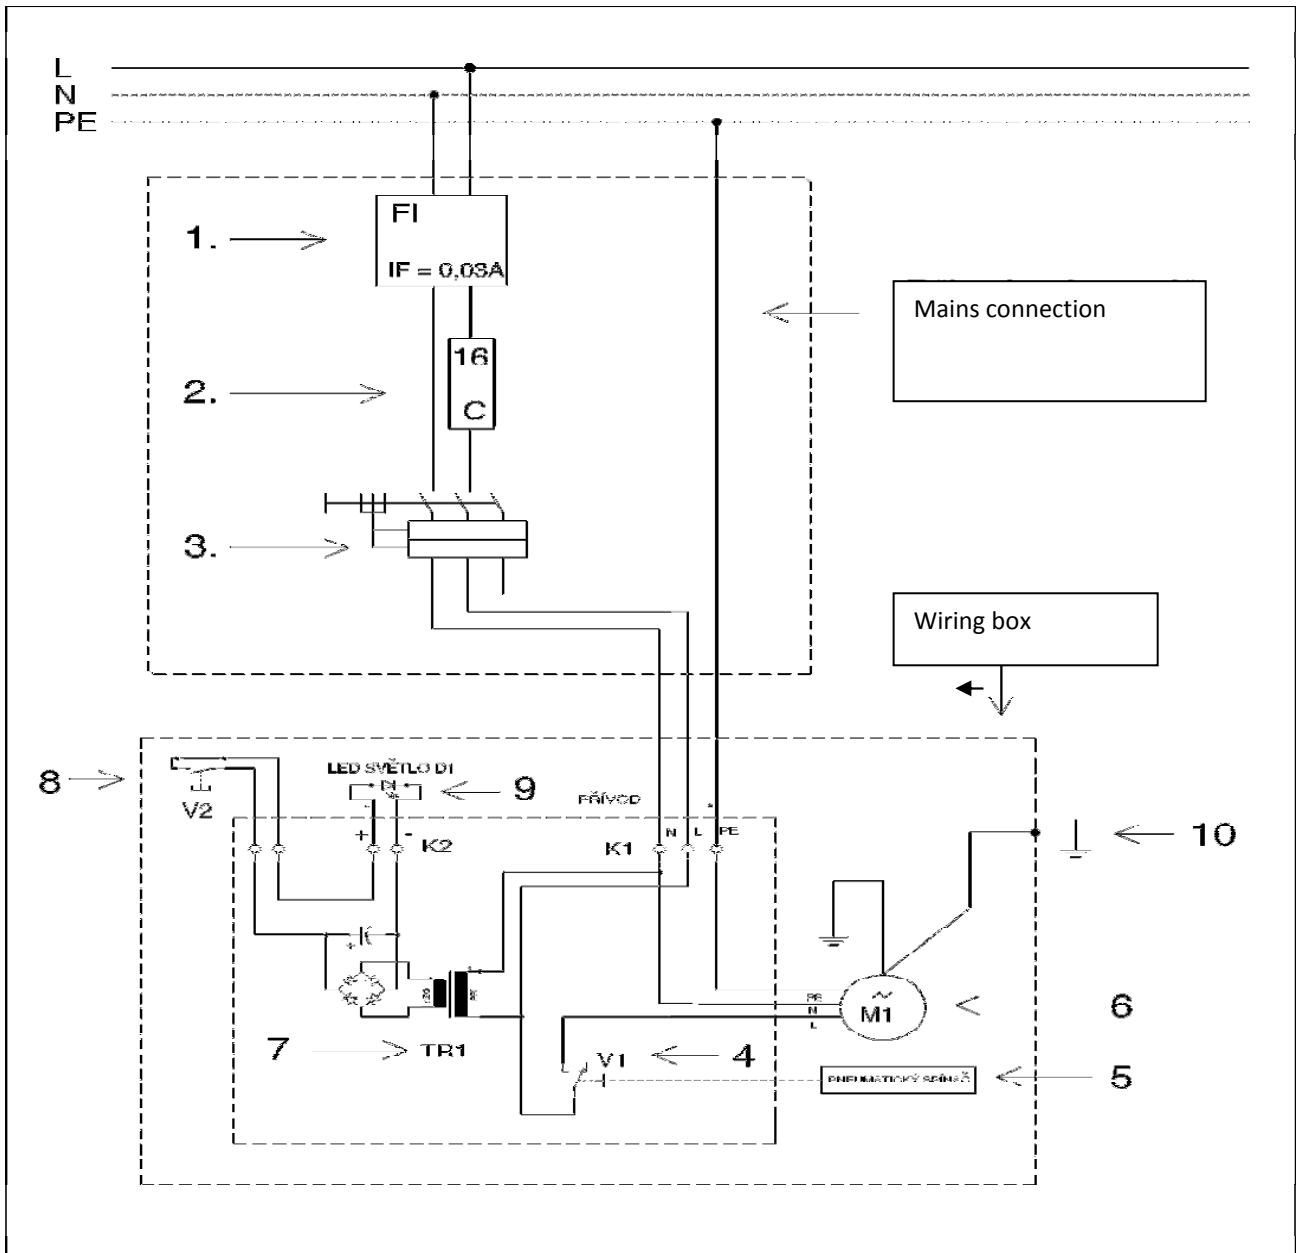 L
N
PE
FI
1.
IF = 0,03A
Mains connection
16
2.
C
3.
Wiring box
8
LED SVĚTLO D1
9
V2
PŘÍVOD
+
-
K2
K1
N
L
PE
10
+
M1
6
N
L
7
TR1
V1
4
5
PNEUMATICKÝ SPÍNAČ